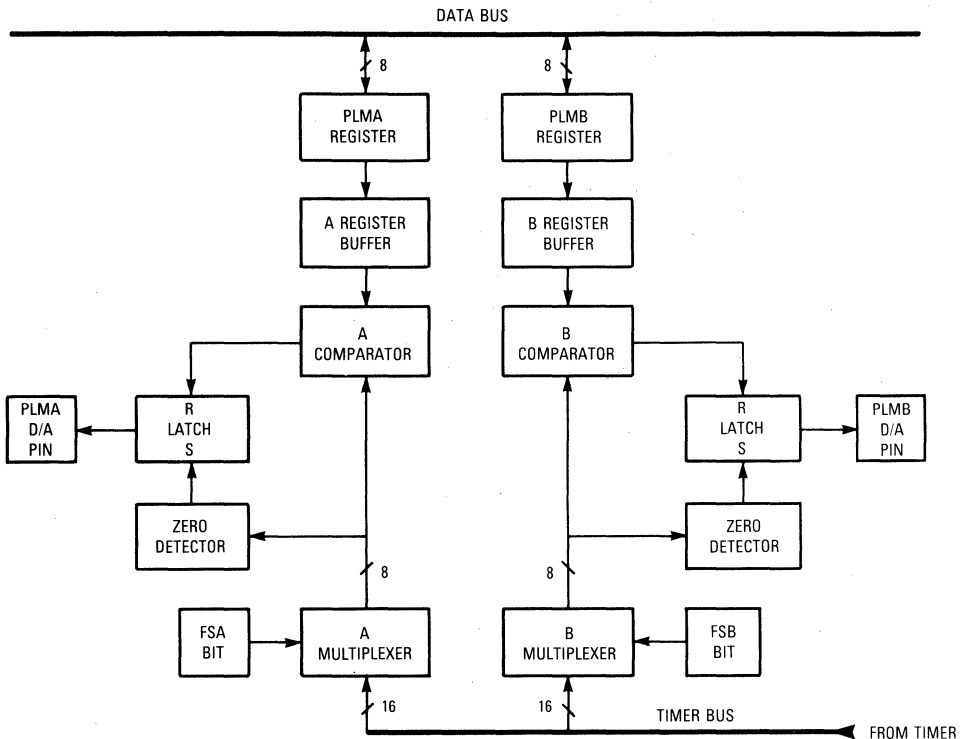 DATA BUS
8
8
PLMA
REGISTER
PLMB
REGISTER
A REGISTER
BUFFER
B REGISTER
BUFFER
A
COMPARATOR
B
COMPARATOR
PLMA
D/A
PIN
R
LATCH
S
R
LATCH
S
PLMB
D/A
PIN
ZERO
DETECTOR
ZERO
DETECTOR
8
8
FSA
BIT
A
MULTIPLEXER
B
MULTIPLEXER
FSB
BIT
16
16
TIMER BUS
FROM TIMER